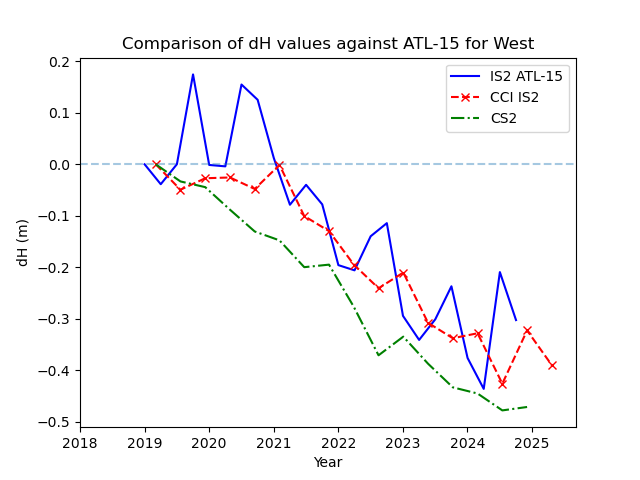 Comparison of dH values against ATL-15 for West
IS2 ATL-15
CCI IS2
CS2
0.2
0.1
0.0
−0.1
−0.2
−0.3
−0.4
−0.5
dH (m)
2018 2019 2020 2021 2022 2023 2024 2025
Year